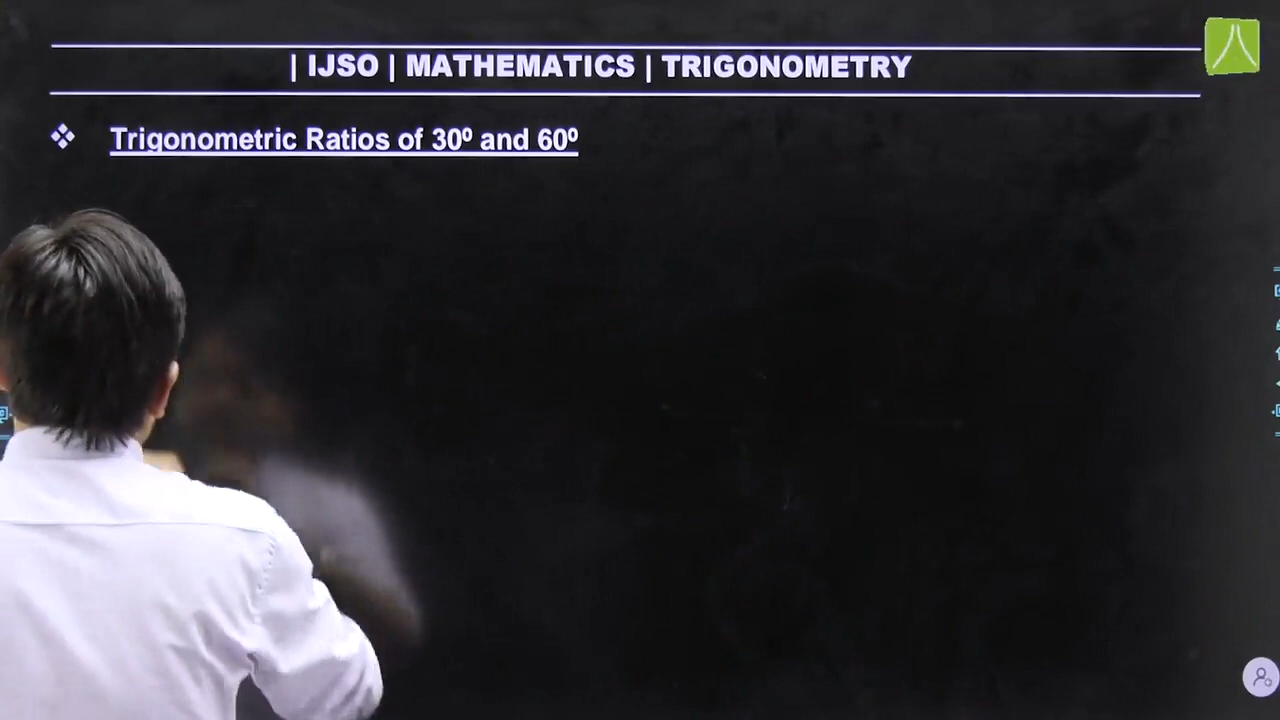 | IJSO | MATHEMATICS | TRIGONOMETRY
Trigonometric Ratios of 30º and 60º